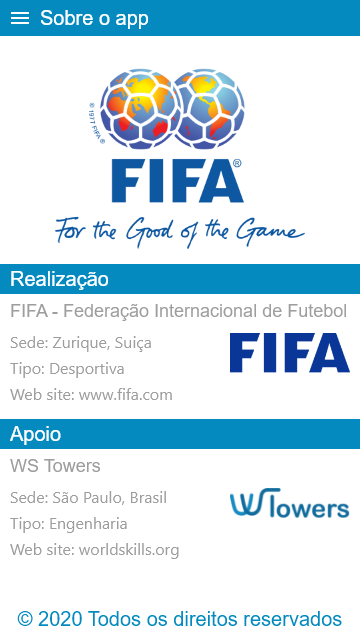 Sobre o app
© 1977 FIFA ®
FIFA®
For the Good of the Game
Realização
FIFA - Federação Internacional de Futebol
Sede: Zurique, Suiça
Tipo: Desportiva
Web site: www.fifa.com
FIFA
Apoio
WS Towers
Sede: São Paulo, Brasil
Tipo: Engenharia
Web site: worldskills.org
WSTowers
© 2020 Todos os direitos reservados